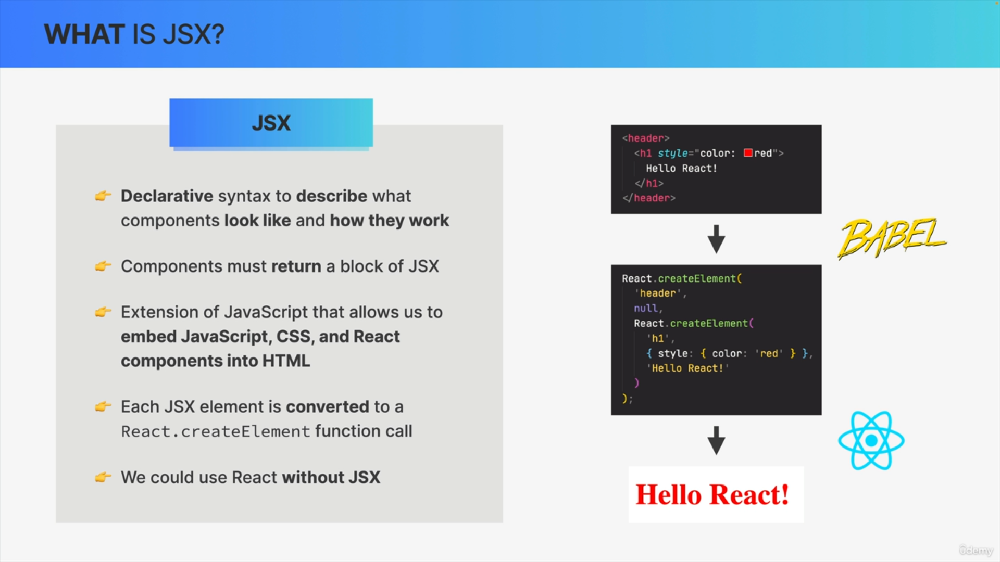 WHAT IS JSX?
JSX
👉 Declarative syntax to describe what
components look like and how they work
👉 Components must return a block of JSX
👉 Extension of JavaScript that allows us to
embed JavaScript, CSS, and React
components into HTML
👉 Each JSX element is converted to a
React.createElement function call
👉 We could use React without JSX
<header>
  <h1 style="color: red">
    Hello React!
  </h1>
</header>
BABEL
React.createElement(
  'header',
  null,
  React.createElement(
    'h1',
    { style: { color: 'red' } },
    'Hello React!'
  )
);
Hello React!
ûdemy